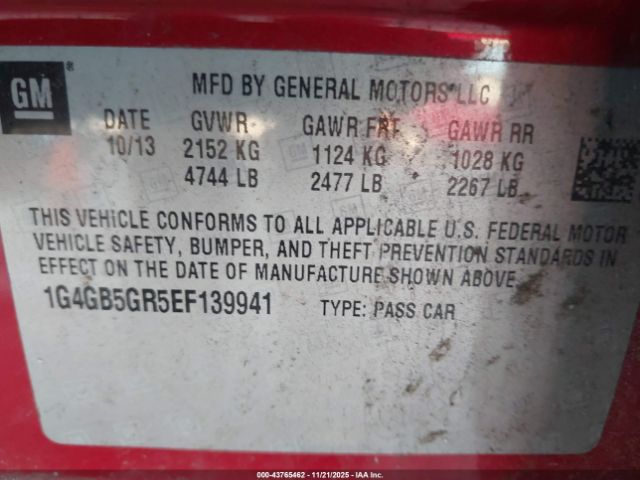 GM®
MFD BY GENERAL MOTORS LLC
DATE GVWR GAWR FRT GAWR RR
10/13 2152 KG 1124 KG 1028 KG
4744 LB 2477 LB 2267 LB
THIS VEHICLE CONFORMS TO ALL APPLICABLE U.S. FEDERAL MOTOR
VEHICLE SAFETY, BUMPER, AND THEFT PREVENTION STANDARDS IN
EFFECT ON THE DATE OF MANUFACTURE SHOWN ABOVE
1G4GB5GR5EF139941 TYPE: PASS CAR
000-43765462 - 11/21/2025 - IAA Inc.